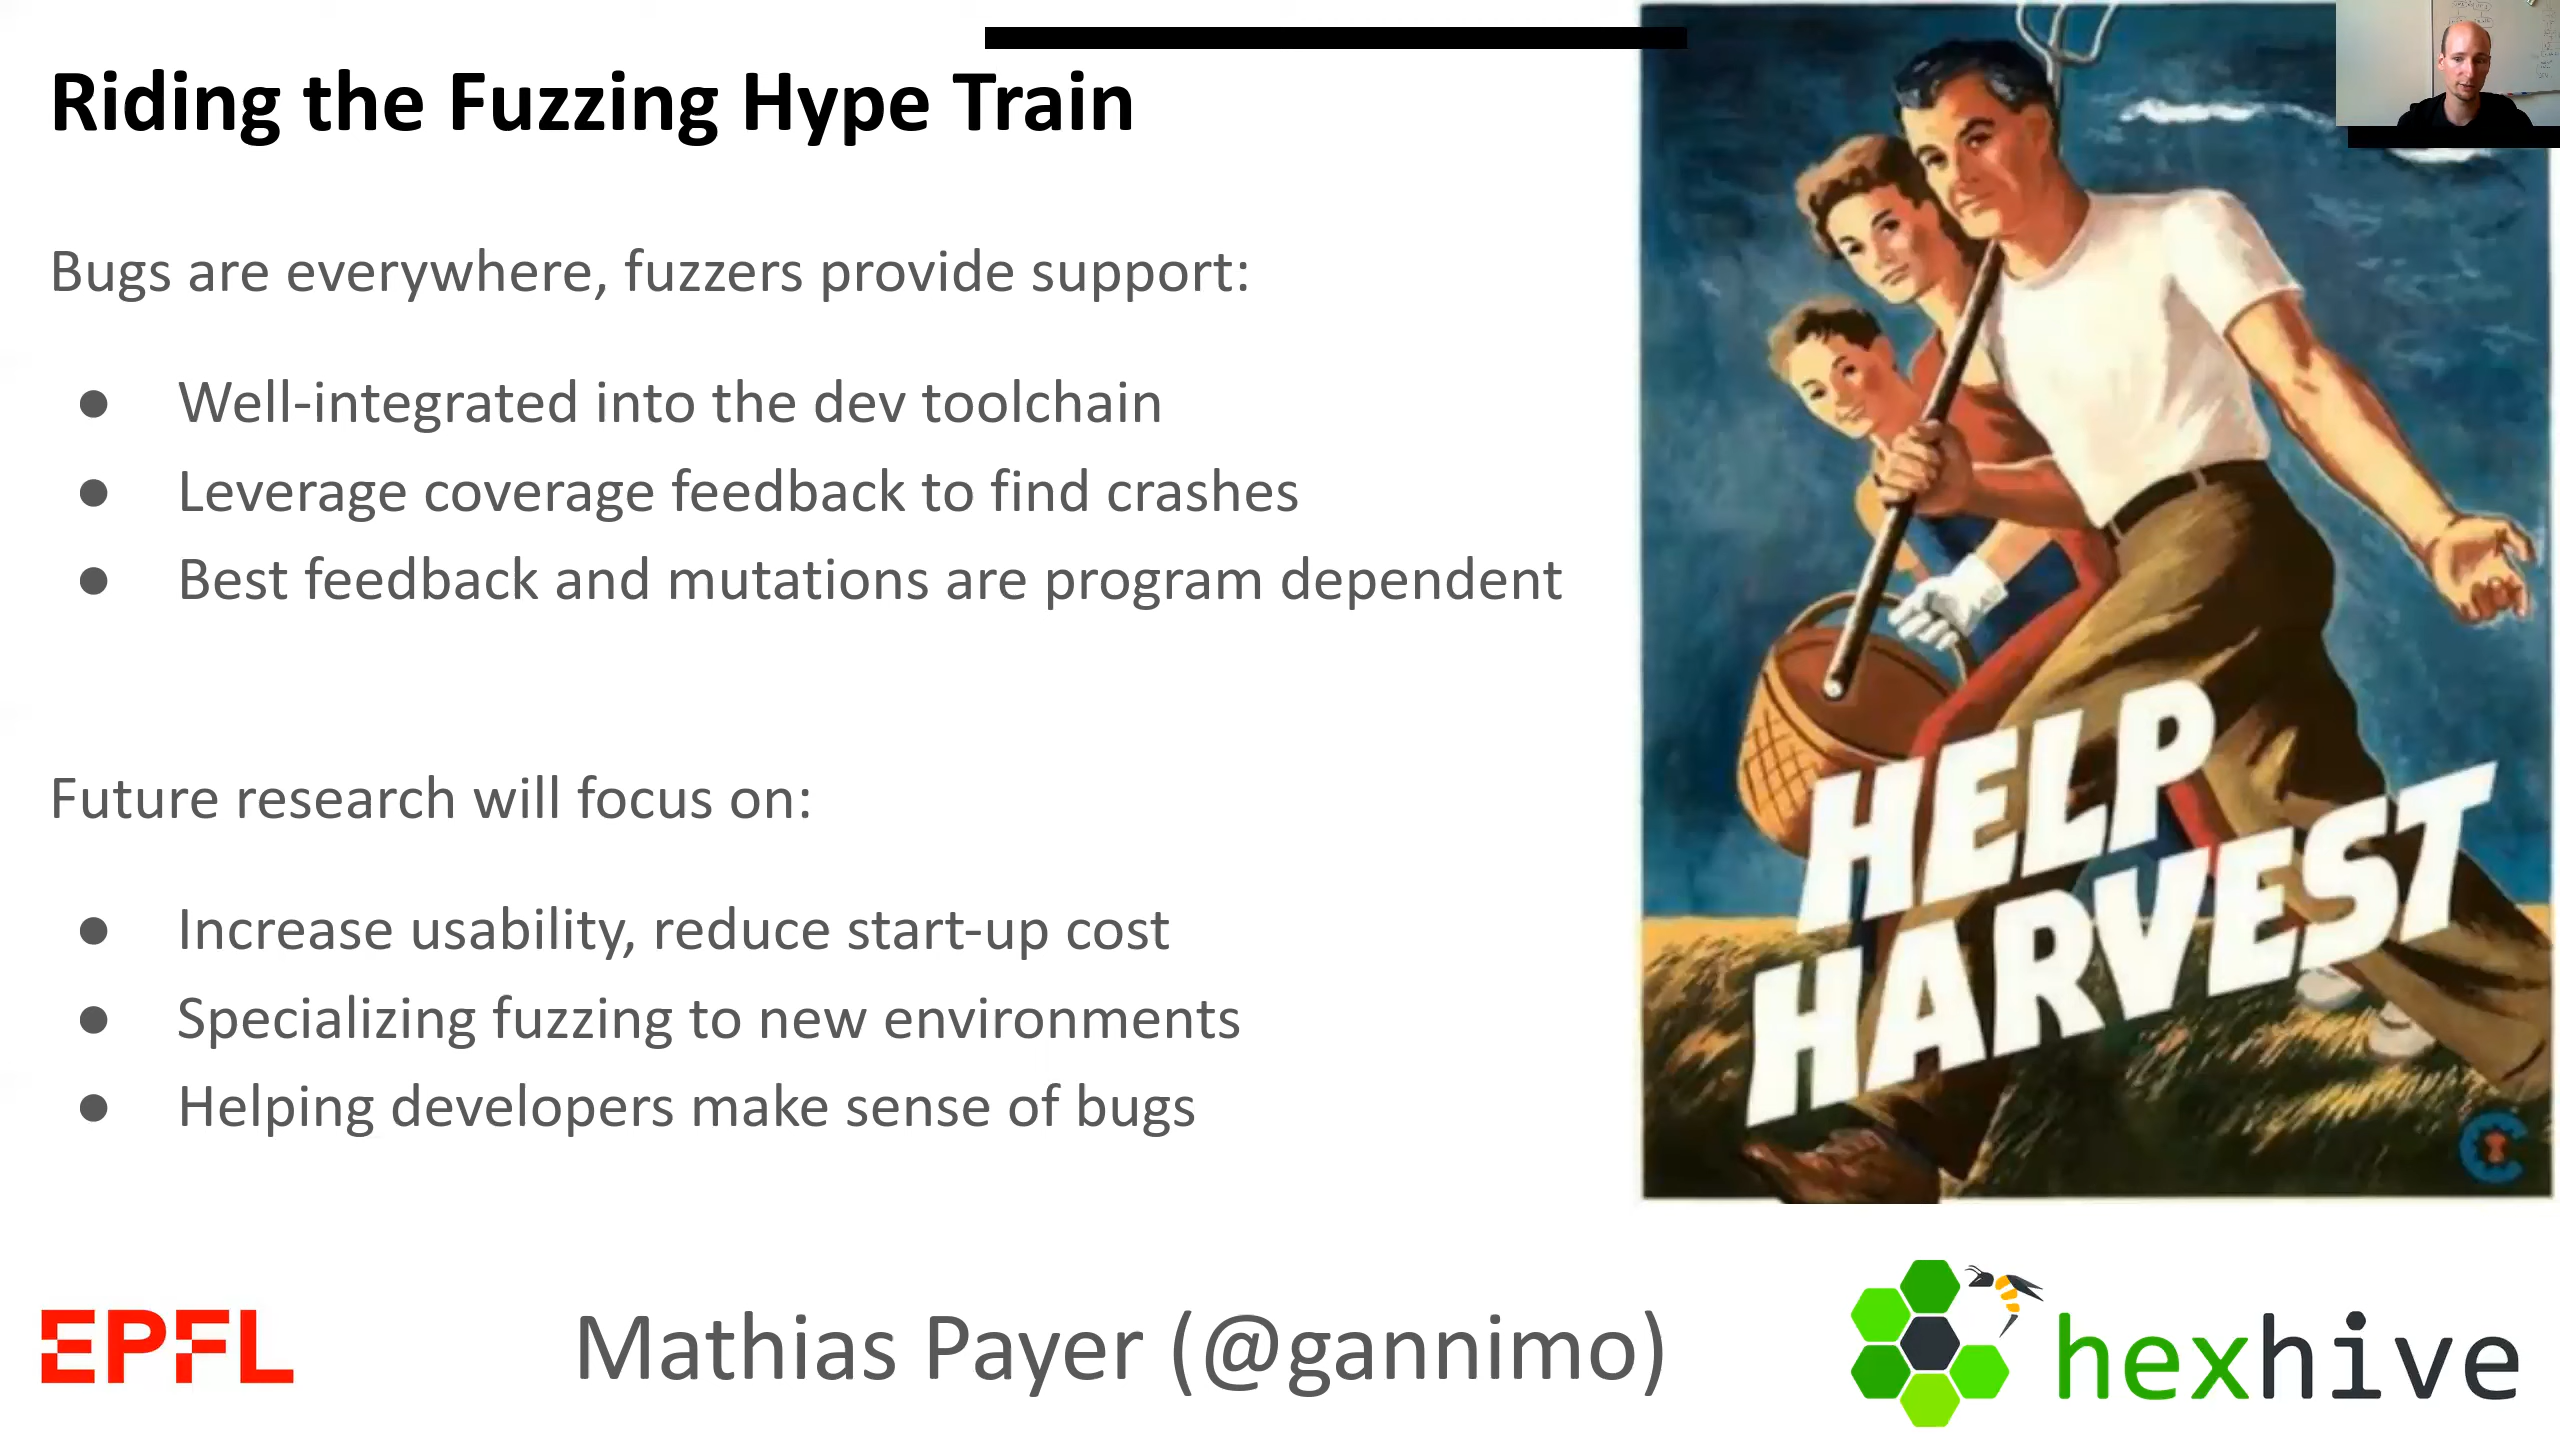 Riding the Fuzzing Hype Train
Bugs are everywhere, fuzzers provide support:
● Well-integrated into the dev toolchain
● Leverage coverage feedback to find crashes
● Best feedback and mutations are program dependent
Future research will focus on:
● Increase usability, reduce start-up cost
● Specializing fuzzing to new environments
● Helping developers make sense of bugs
HELP
HARVEST
EPFL
Mathias Payer (@gannimo)
hexhive